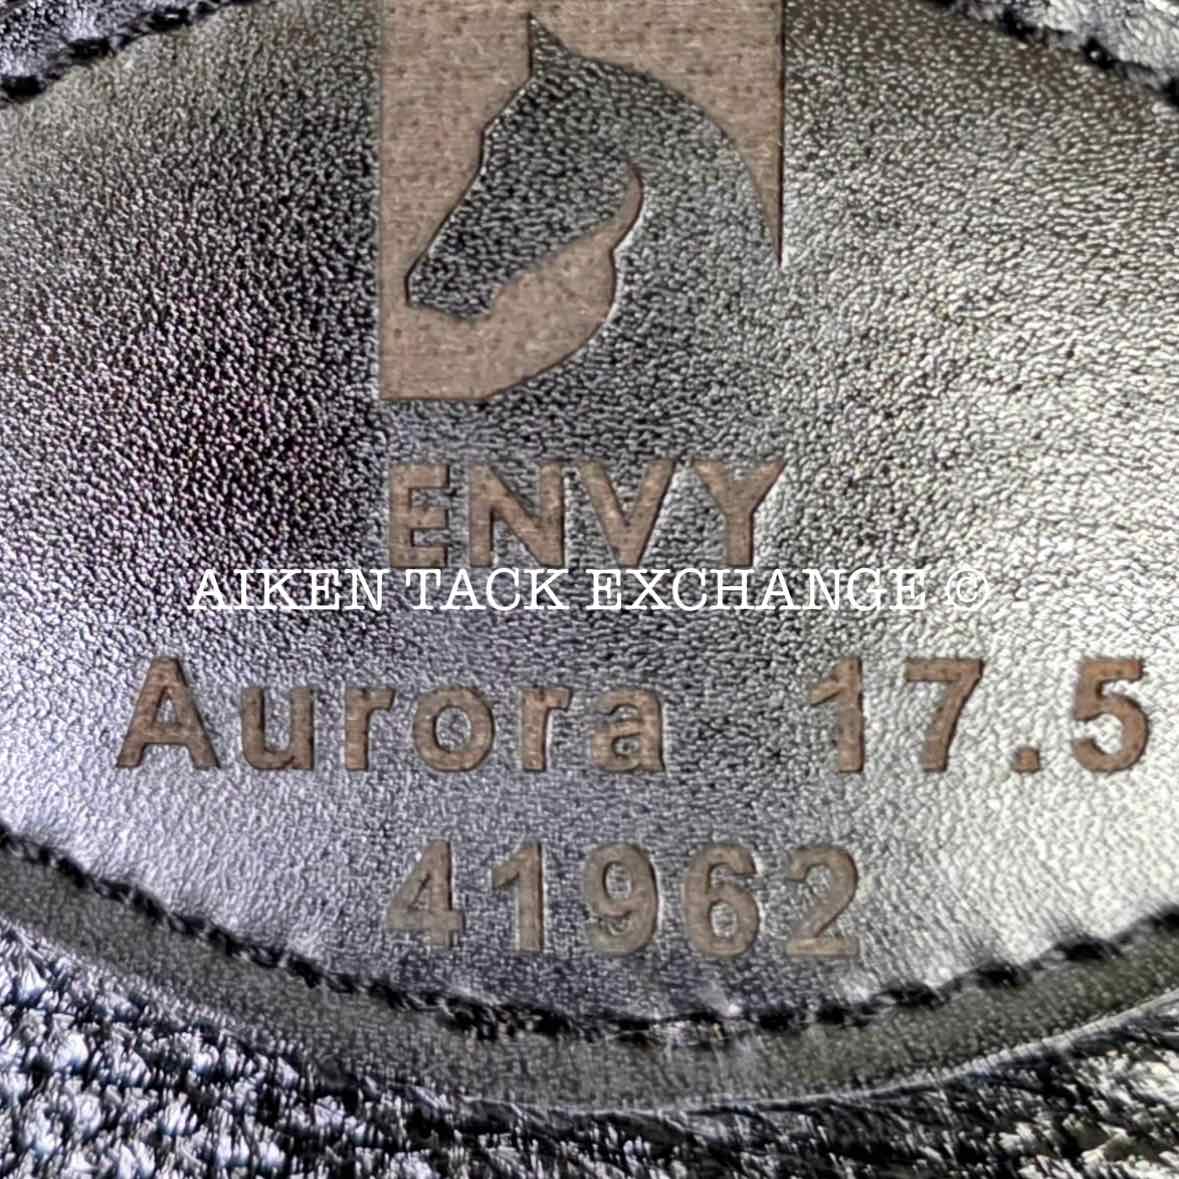 ENVY
AIKEN TACK EXCHANGE ©
Aurora 17.5
41962